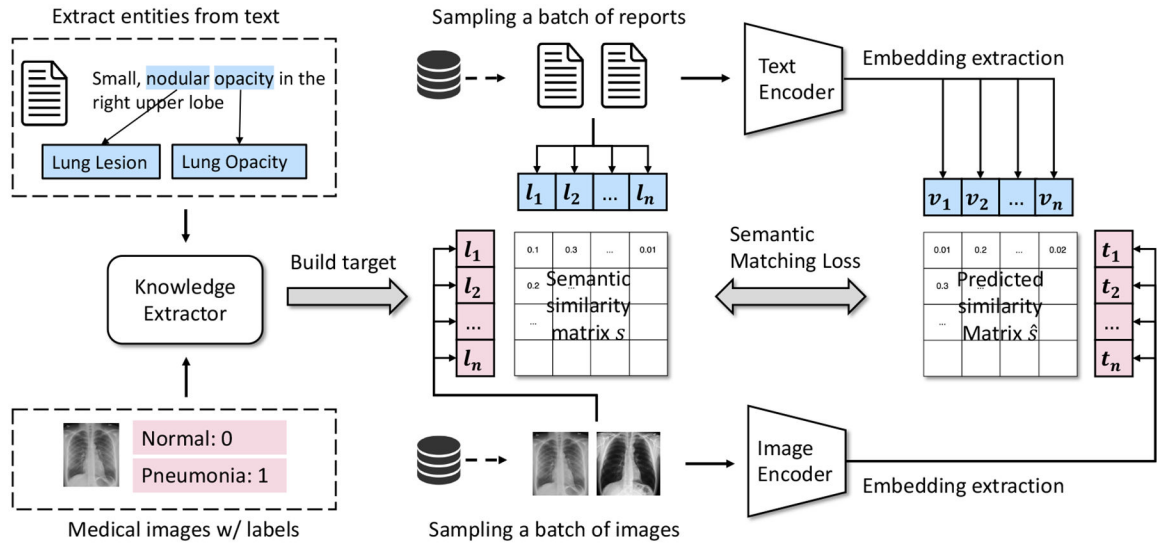 Extract entities from text
Small, nodular opacity in the
right upper lobe
Lung Lesion
Lung Opacity
Knowledge
Extractor
Normal: 0
Pneumonia: 1
Medical images w/ labels
Build target
Sampling a batch of reports
Text
Encoder
Embedding extraction
l₁ l₂ ... lₙ
l₁
l₂
...
lₙ
0.1 0.3 ... 0.01
0.2 ...
...
Semantic
similarity
matrix s
Semantic
Matching Loss
v₁ v₂ ... vₙ
0.01 0.2 ... 0.02
0.3 ...
...
Predicted
similarity
Matrix ŝ
t₁
t₂
...
tₙ
Image
Encoder
Embedding extraction
Sampling a batch of images